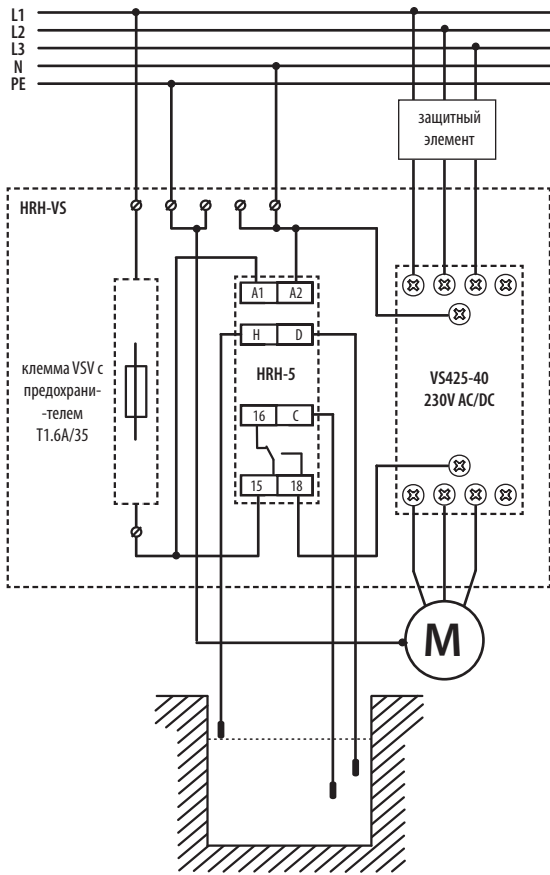 L1
L2
L3
N
PE
защитный
элемент
HRH-VS
A1 A2
H D
HRH-5
клемма VSV с
предохрани-
-телем
T1.6A/35
VS425-40
230V AC/DC
16 C
15 18
M